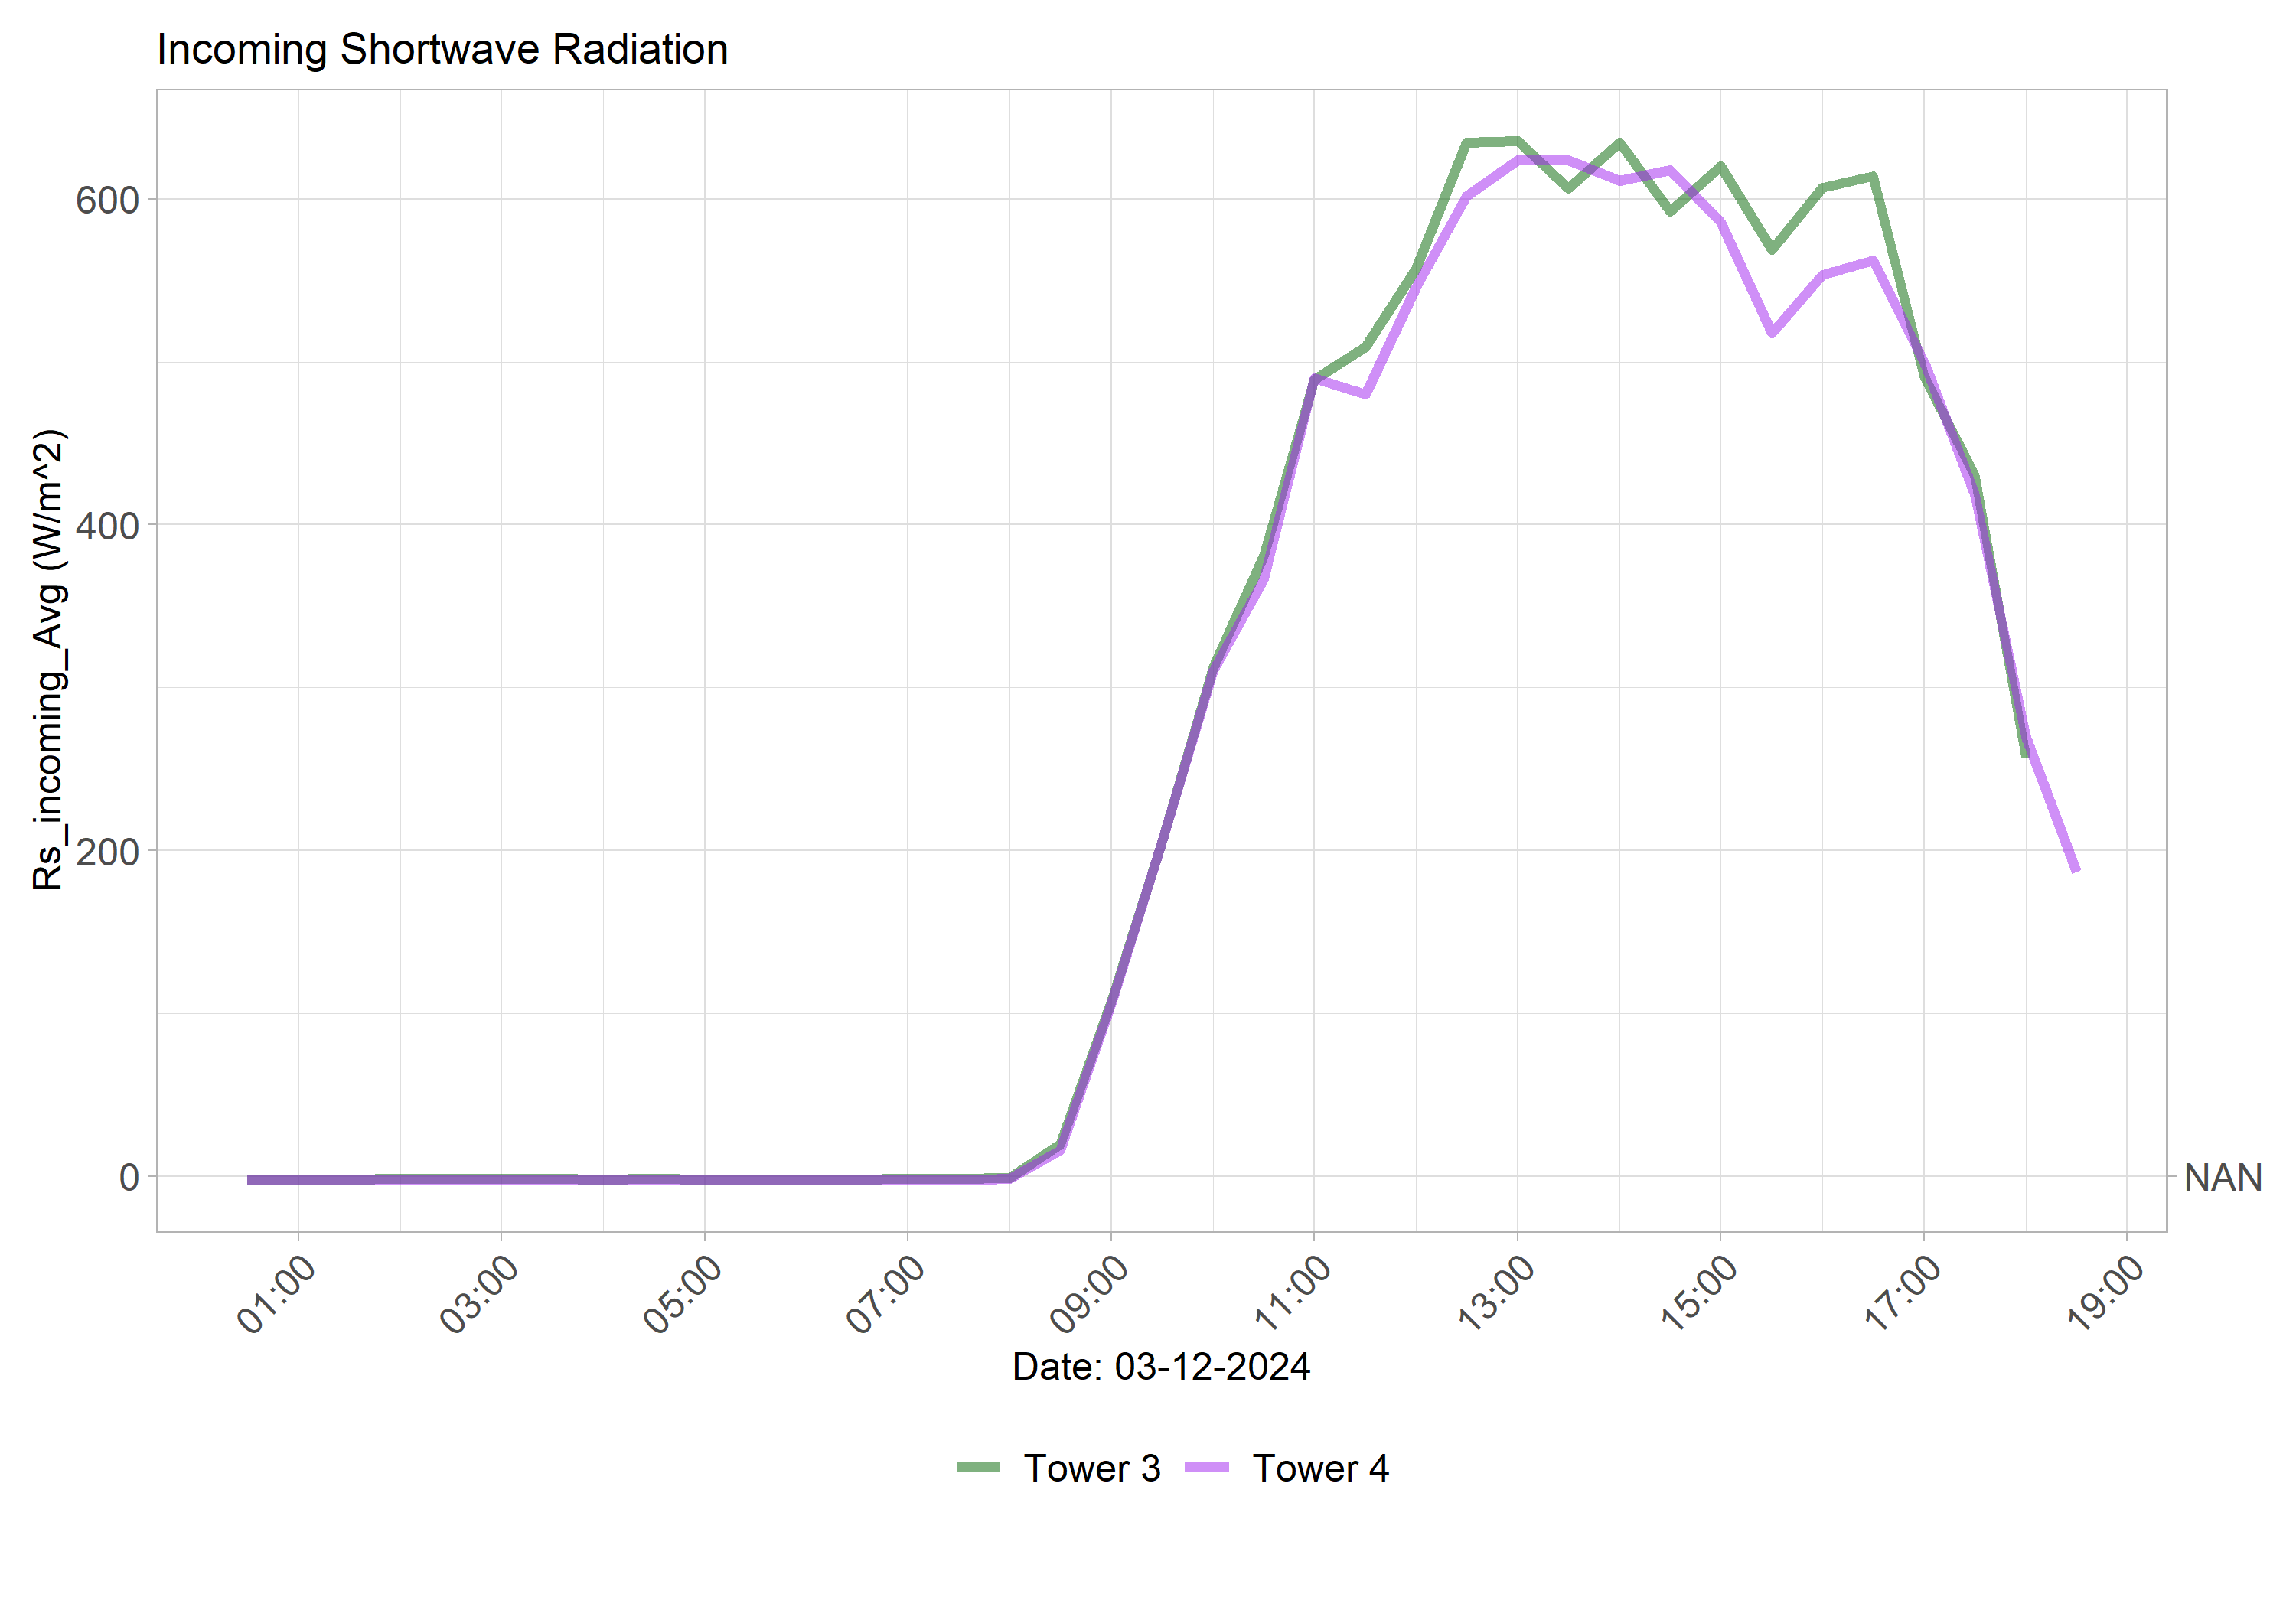 Incoming Shortwave Radiation
Rs_incoming_Avg (W/m^2)
600
400
200
0
NAN
01:00 03:00 05:00 07:00 09:00 11:00 13:00 15:00 17:00 19:00
Date: 03-12-2024
Tower 3 Tower 4